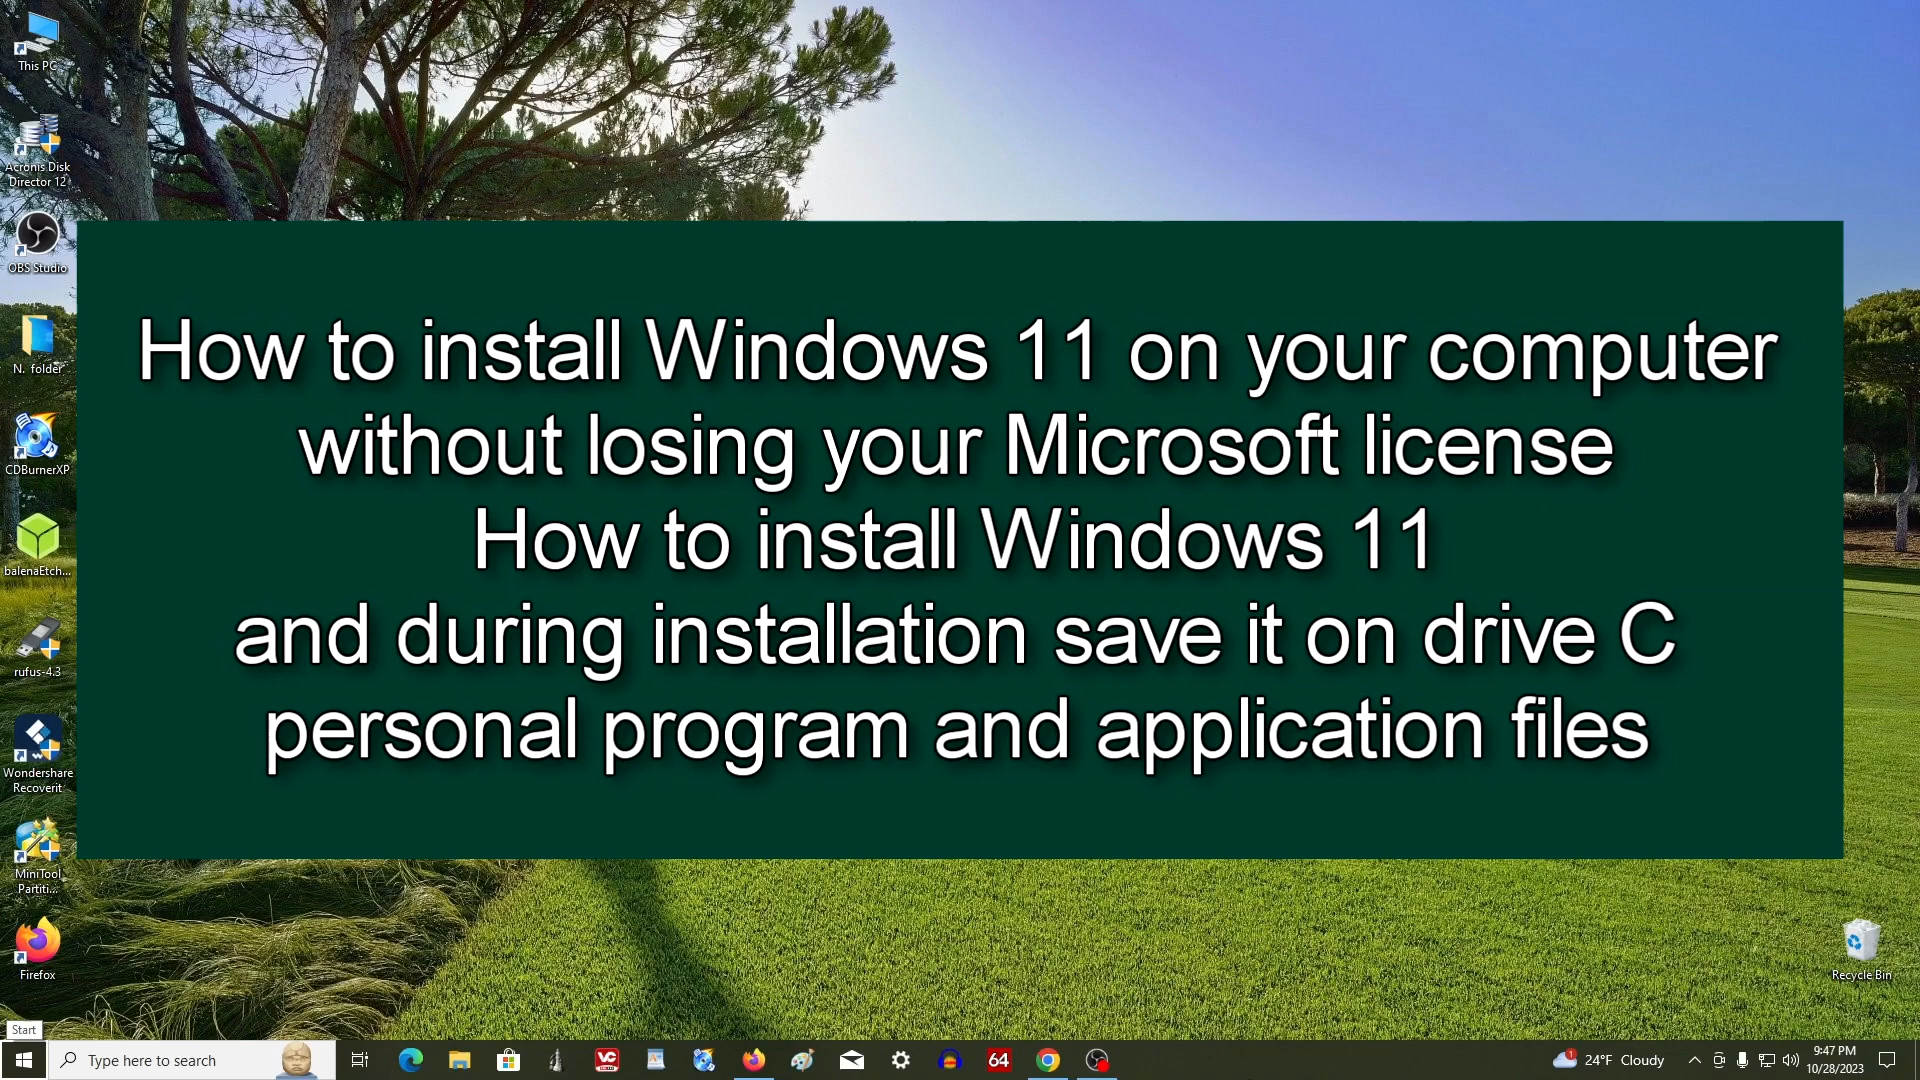 This PC
Acronis Disk
Director 12
OBS Studio
N. folder
CDBurnerXP
balenaEtch...
rufus-4.3
Wondershare
Recoverit
MiniTool
Partiti...
Firefox
How to install Windows 11 on your computer
without losing your Microsoft license
How to install Windows 11
and during installation save it on drive C
personal program and application files
Recycle Bin
Start
Type here to search
VC
64
1
24°F Cloudy
9:47 PM
10/28/2023